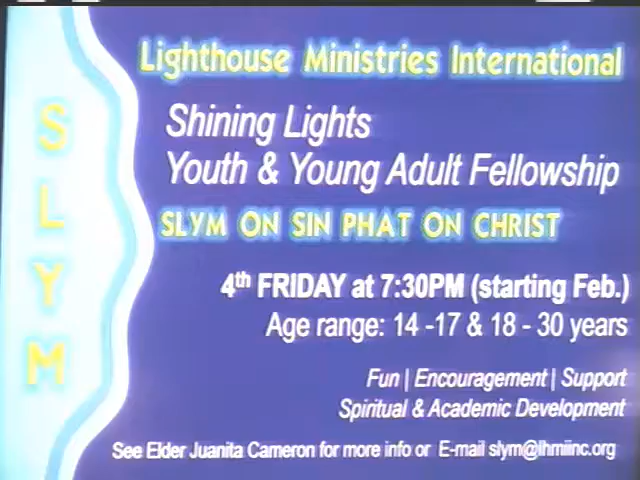 Lighthouse Ministries International
Shining Lights
Youth & Young Adult Fellowship
SLYM ON SIN PHAT ON CHRIST
4th FRIDAY at 7:30PM (starting Feb.)
Age range: 14 -17 & 18 - 30 years
Fun | Encouragement | Support
Spiritual & Academic Development
See Elder Juanita Cameron for more info or E-mail slym@lhmiinc.org
S
L
Y
M